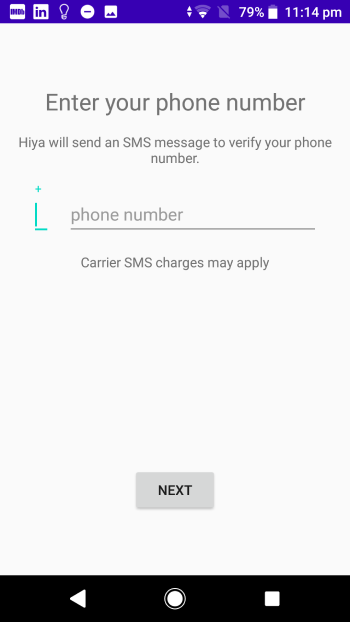 IMDb in 79% 11:14 pm
Enter your phone number
Hiya will send an SMS message to verify your phone
number.
+
phone number
Carrier SMS charges may apply
NEXT